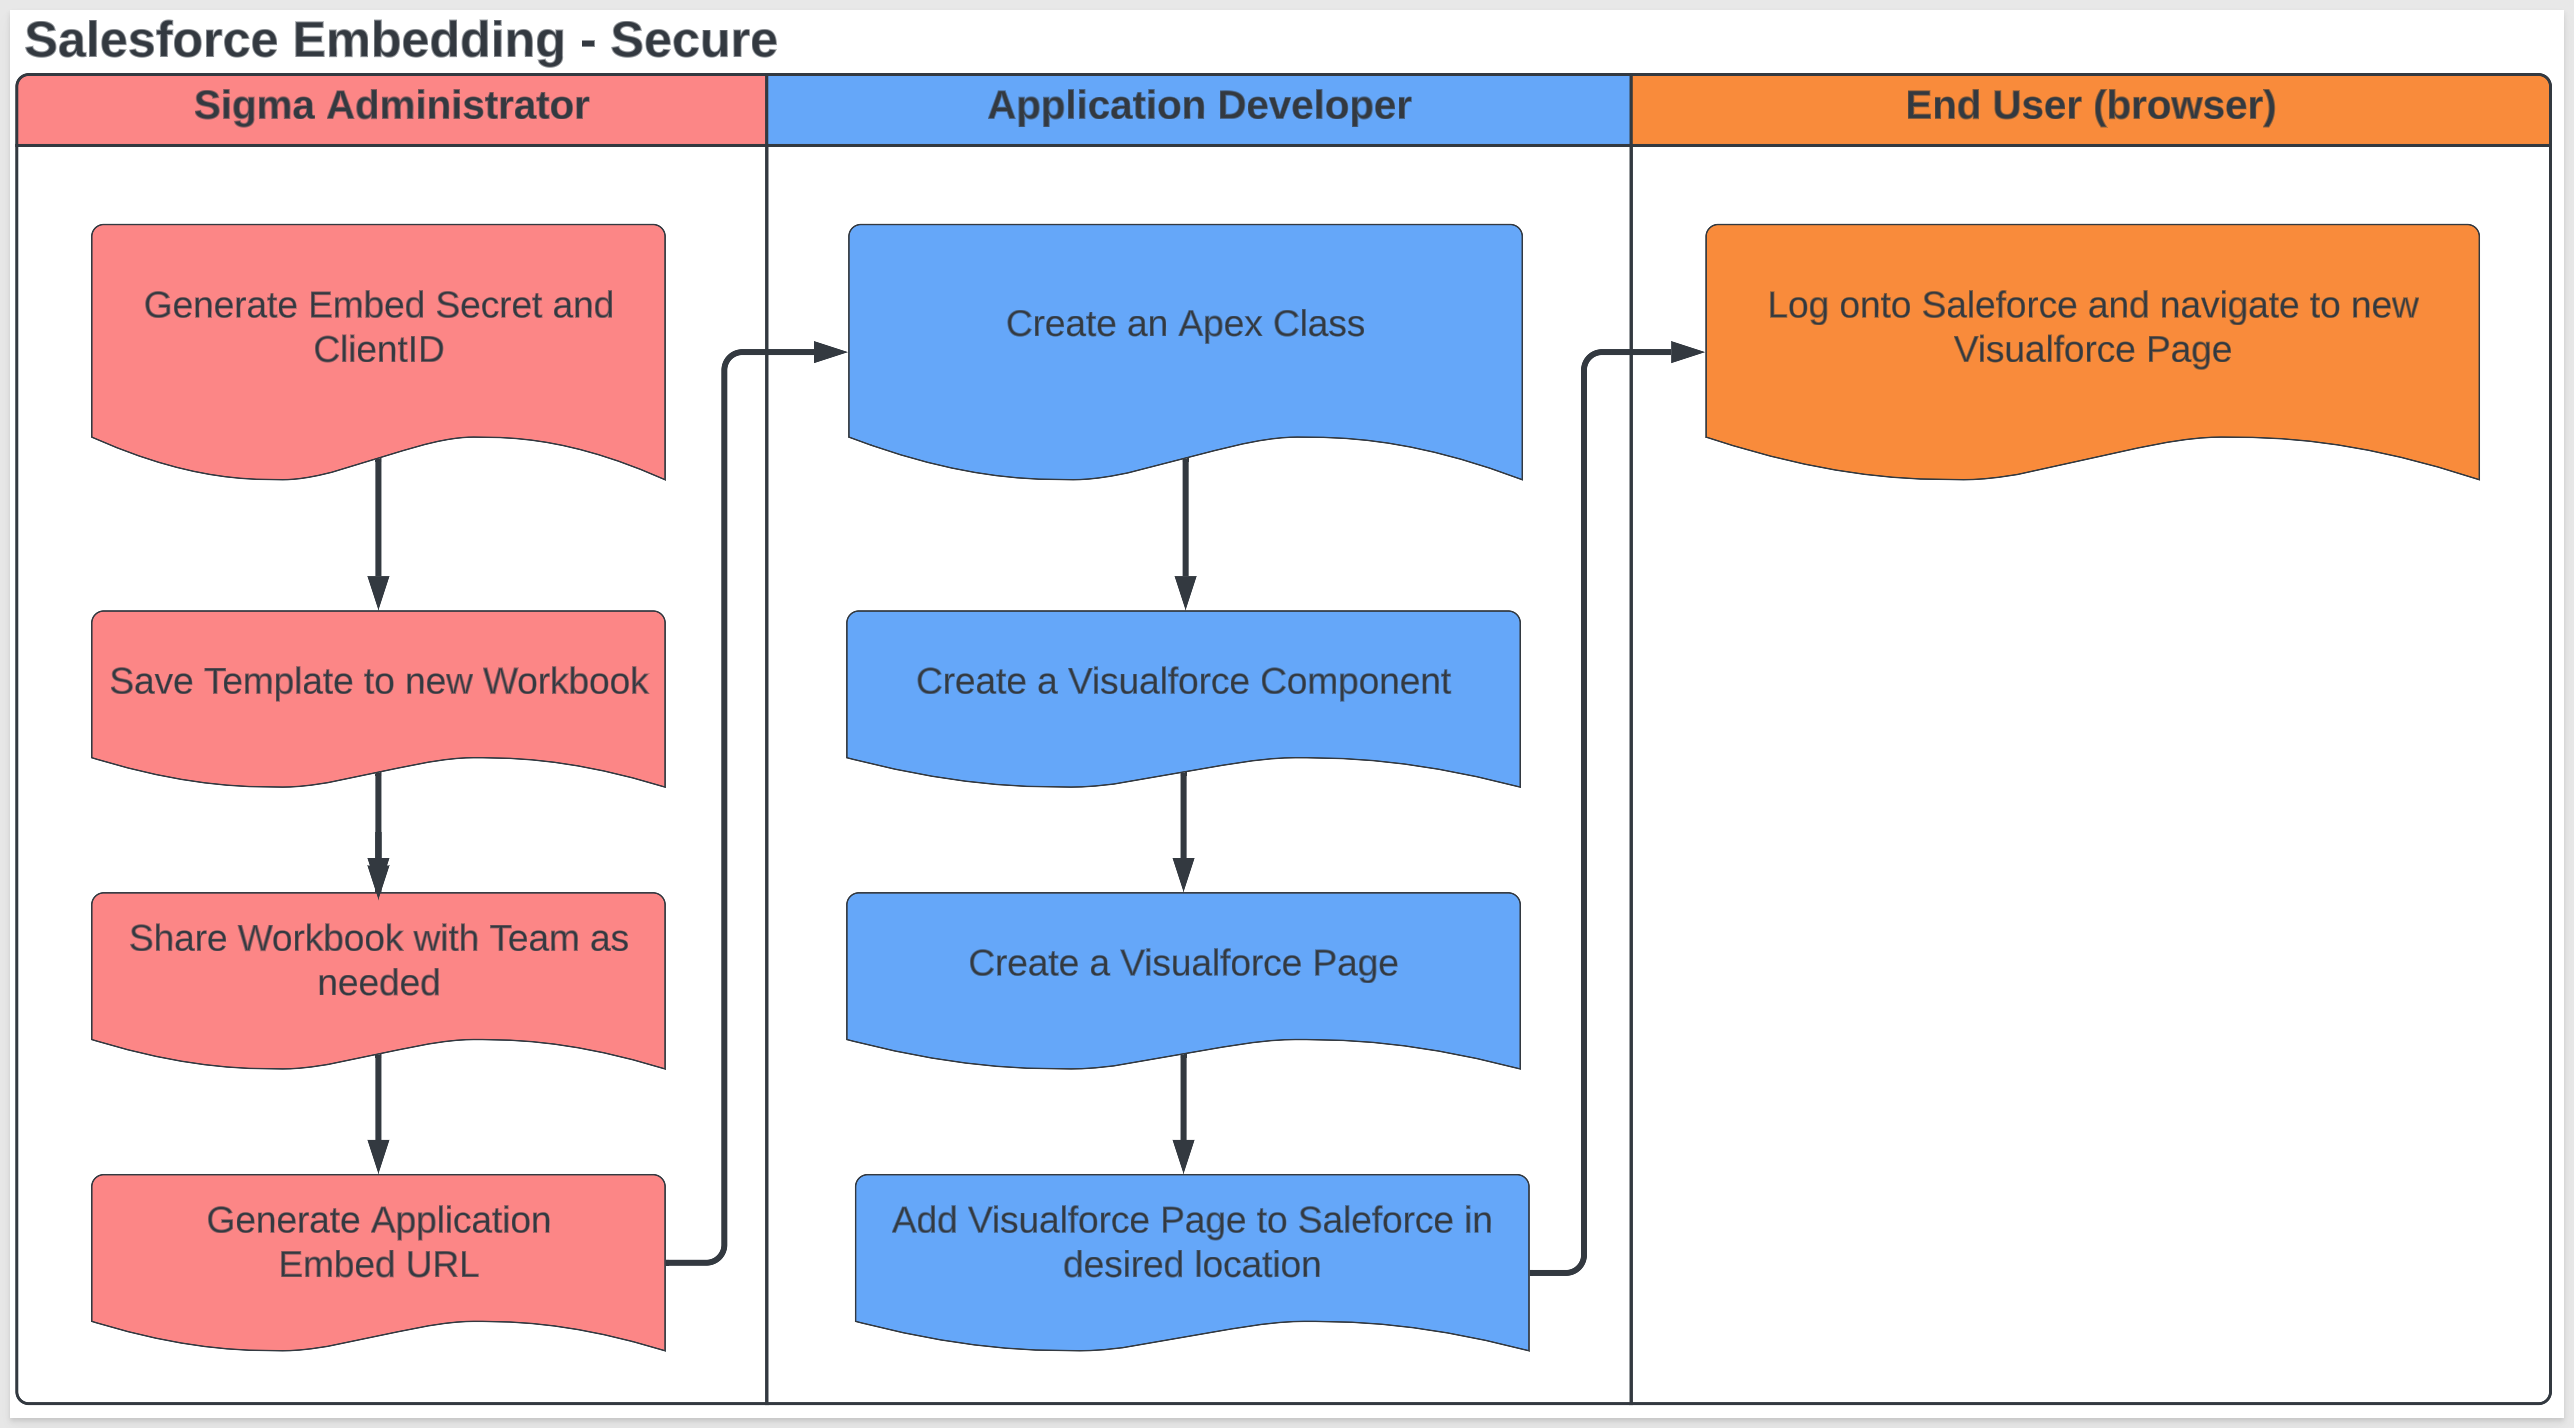 Salesforce Embedding - Secure
Sigma Administrator
Application Developer
End User (browser)
Generate Embed Secret and
ClientID
Save Template to new Workbook
Share Workbook with Team as
needed
Generate Application
Embed URL
Create an Apex Class
Create a Visualforce Component
Create a Visualforce Page
Add Visualforce Page to Saleforce in
desired location
Log onto Saleforce and navigate to new
Visualforce Page